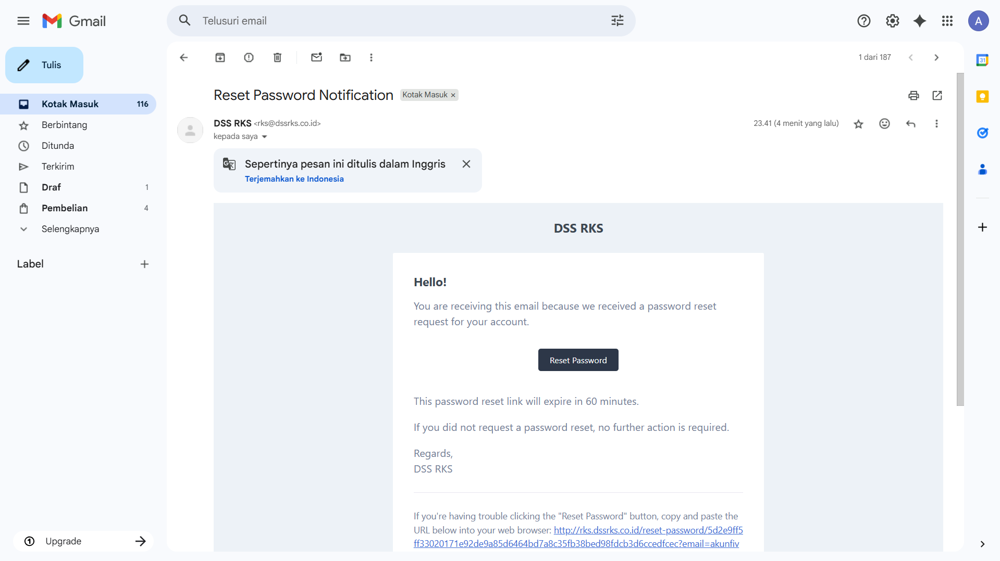 Gmail
Telusuri email
A
Tulis
Kotak Masuk 116
Berbintang
Ditunda
Terkirim
Draf 1
Pembelian 4
Selengkapnya
Label
Upgrade
1 dari 187
Reset Password Notification
Kotak Masuk ×
DSS RKS <rks@dssrks.co.id>
23.41 (4 menit yang lalu)
kepada saya
Sepertinya pesan ini ditulis dalam Inggris
Terjemahkan ke Indonesia
DSS RKS
Hello!
You are receiving this email because we received a password reset
request for your account.
Reset Password
This password reset link will expire in 60 minutes.
If you did not request a password reset, no further action is required.
Regards,
DSS RKS
If you're having trouble clicking the "Reset Password" button, copy and paste the
URL below into your web browser: http://rks.dssrks.co.id/reset-password/5d2e9ff5
ff33020171e92de9a85d6464bd7a8c35fb38bed98fdcb3d6ccedfcec?email=akunfiv
31